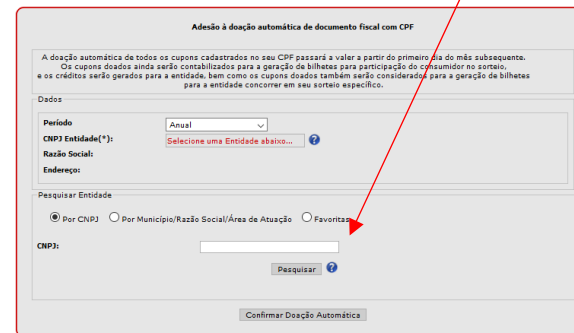 Adesão à doação automática de documento fiscal com CPF
A doação automática de todos os cupons cadastrados no seu CPF passará a valer a partir do primeiro dia do mês subsequente.
Os cupons doados ainda serão contabilizados para a geração de bilhetes para participação do consumidor no sorteio,
e os créditos serão gerados para a entidade, bem como os cupons doados também serão considerados para a geração de bilhetes
para a entidade concorrer em seu sorteio específico.
Dados
Período Anual
CNPJ Entidade(*): Selecione uma Entidade abaixo... ?
Razão Social:
Endereço:
Pesquisar Entidade
Por CNPJ Por Município/Razão Social/Área de Atuação Favoritas
CNPJ:
Pesquisar ?
Confirmar Doação Automática